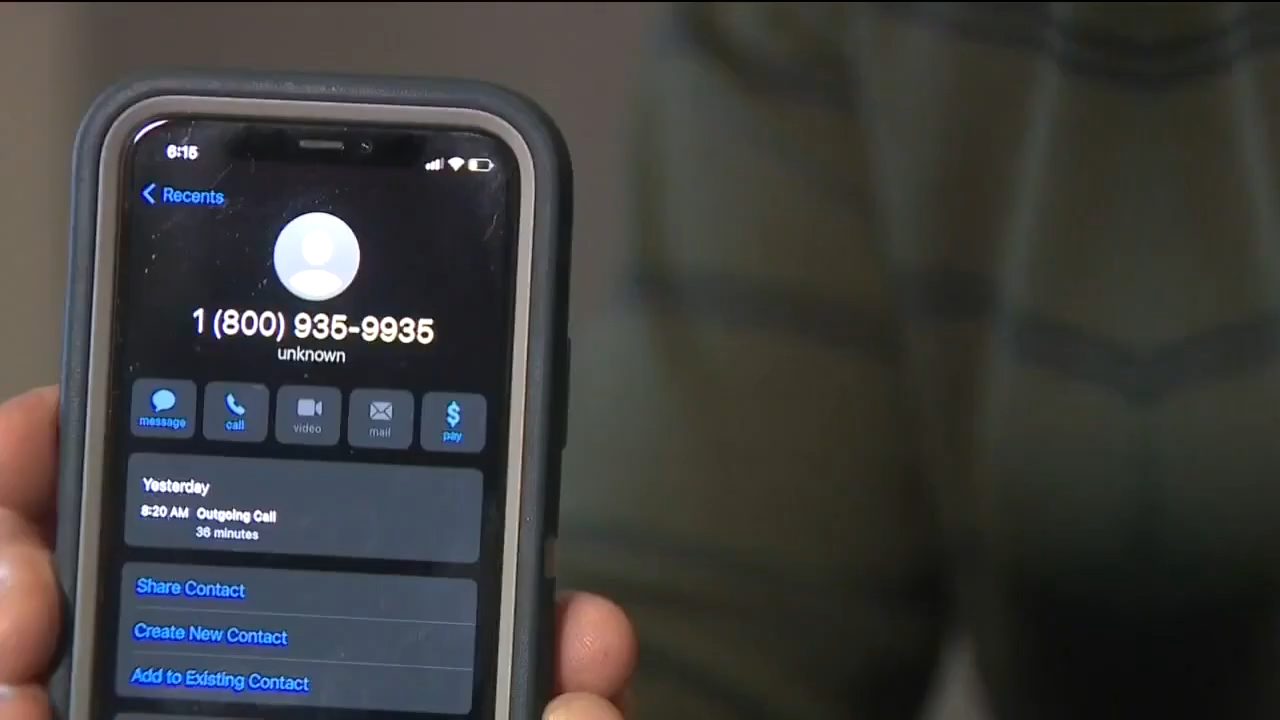 6:15
Recents
1 (800) 935-9935
unknown
message call video mail pay
$
Yesterday
8:20 AM Outgoing Call
36 minutes
Share Contact
Create New Contact
Add to Existing Contact